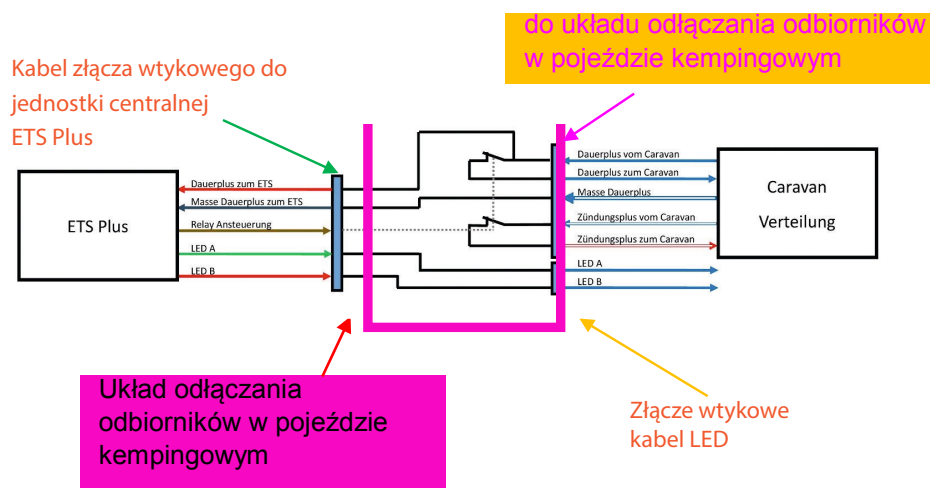 do układu odłączania odbiorników
w pojeździe kempingowym
Kabel złącza wtykowego do
jednostki centralnej
ETS Plus
ETS Plus
Dauerplus zum ETS
Masse Dauerplus zum ETS
Relay Ansteuerung
LED A
LED B
Dauerplus vom Caravan
Dauerplus zum Caravan
Masse Dauerplus
Zündungsplus vom Caravan
Zündungsplus zum Caravan
LED A
LED B
Caravan
Verteilung
Układ odłączania
odbiorników w pojeździe
kempingowym
Złącze wtykowe
kabel LED